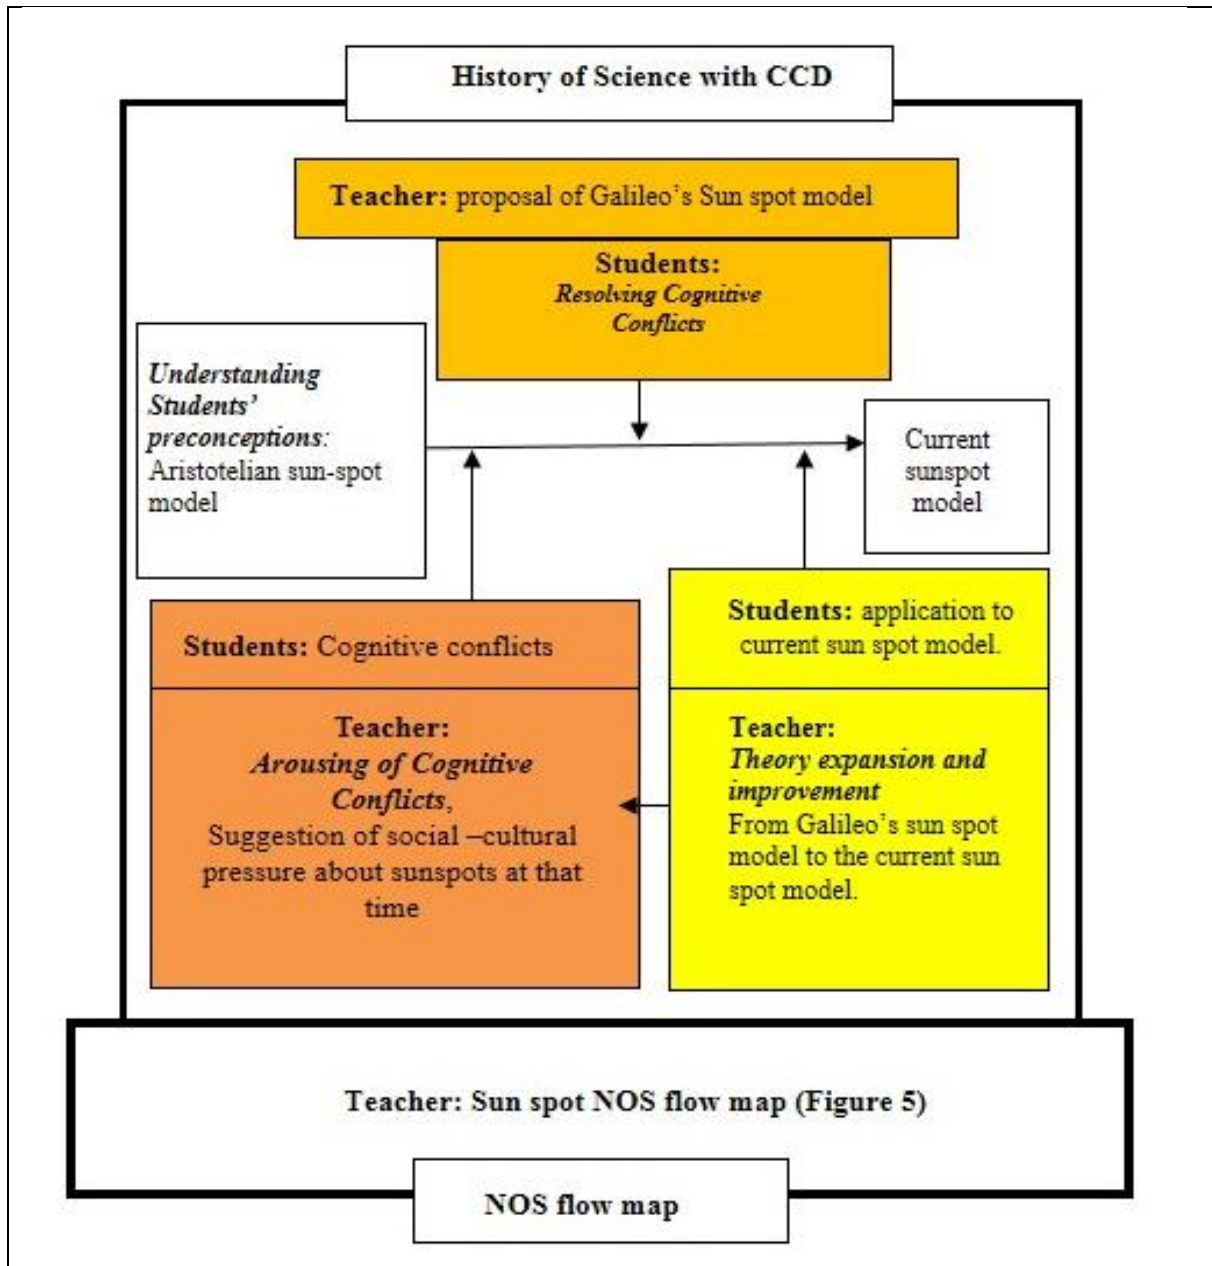 History of Science with CCD
Teacher: proposal of Galileo’s Sun spot model
Students:
Resolving Cognitive
Conflicts
Understanding
Students’
preconceptions:
Aristotelian sun-spot
model
Current
sunspot
model
Students: Cognitive conflicts
Teacher:
Arousing of Cognitive
Conflicts,
Suggestion of social –cultural
pressure about sunspots at that
time
Students: application to
current sun spot model.
Teacher:
Theory expansion and
improvement
From Galileo’s sun spot
model to the current sun
spot model.
Teacher: Sun spot NOS flow map (Figure 5)
NOS flow map